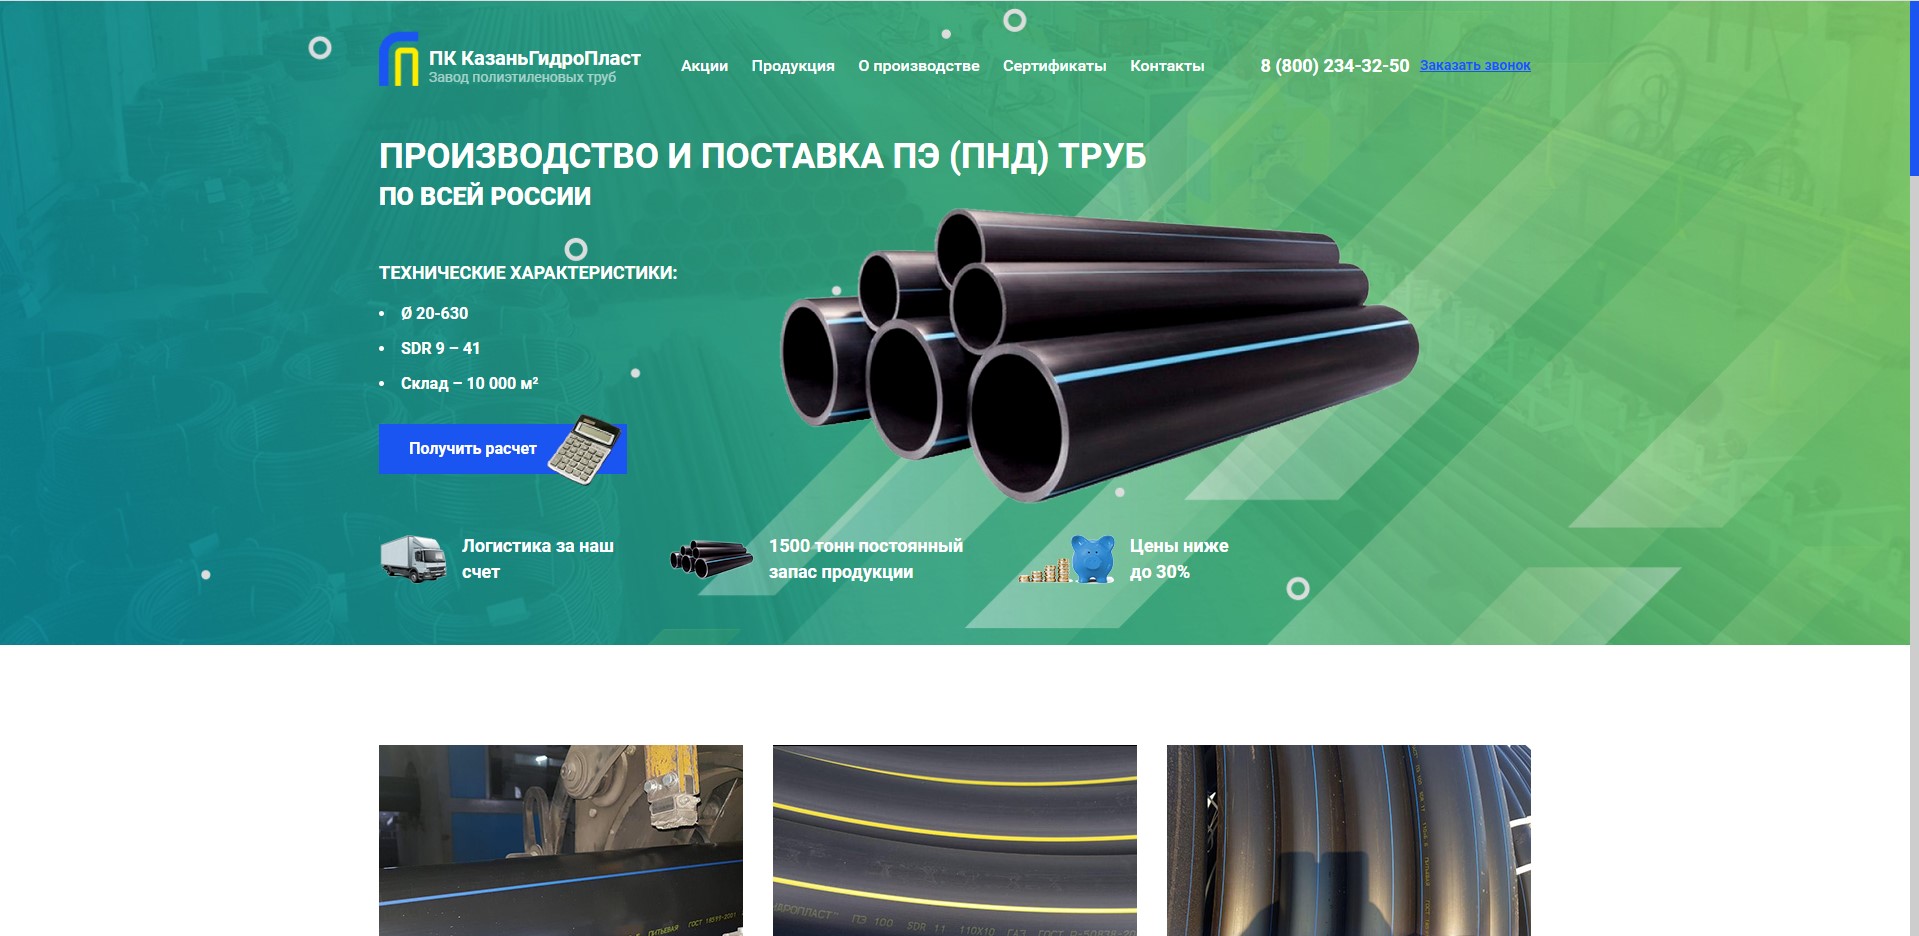 ПК КазаньГидроПласт
Завод полиэтиленовых труб
Акции Продукция О производстве Сертификаты Контакты
8 (800) 234-32-50 Заказать звонок
ПРОИЗВОДСТВО И ПОСТАВКА ПЭ (ПНД) ТРУБ
ПО ВСЕЙ РОССИИ
ТЕХНИЧЕСКИЕ ХАРАКТЕРИСТИКИ:
• Ø 20-630
• SDR 9 – 41
• Склад – 10 000 м²
Получить расчет
Логистика за наш
счет
1500 тонн постоянный
запас продукции
Цены ниже
до 30%
ПИТЬЕВАЯ ГОСТ 18599-2001
ПЭ 100 SDR 11 110X10 ГАЗ ГОСТ